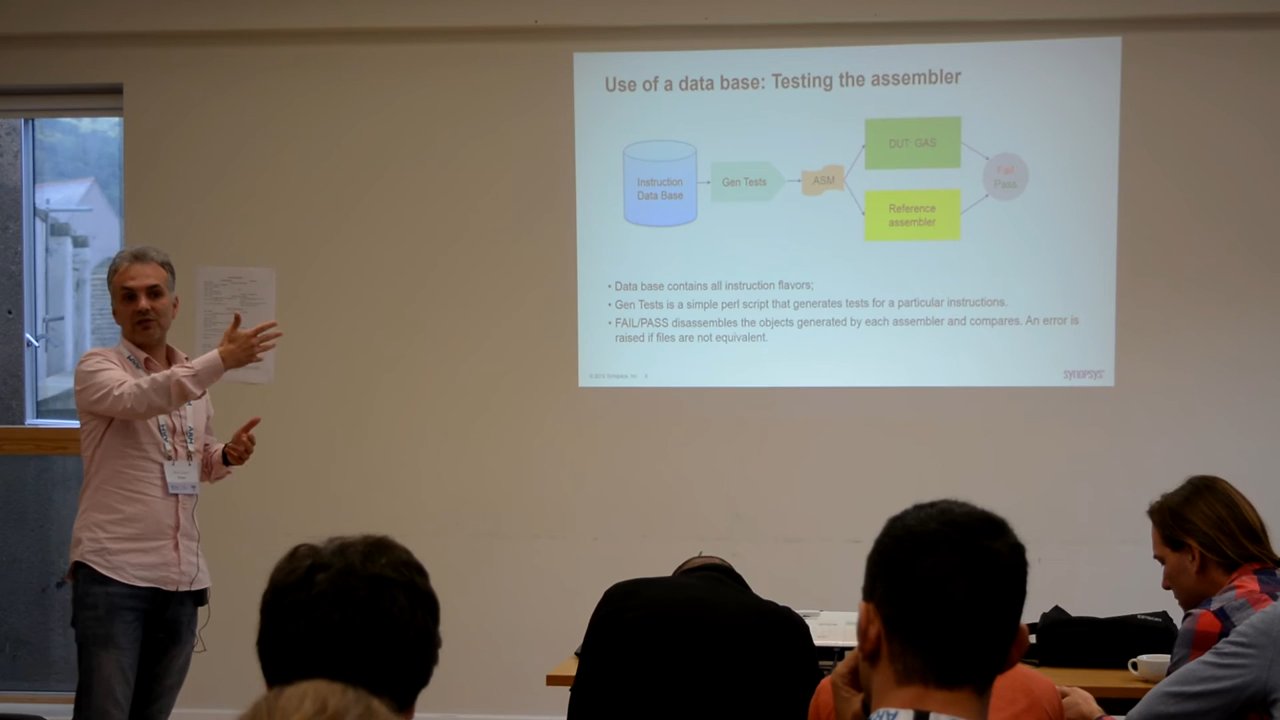 Use of a data base: Testing the assembler
Instruction
Data Base
Gen Tests
ASM
DUT: GAS
Reference
assembler
Fail
Pass
• Data base contains all instruction flavors;
• Gen Tests is a simple perl script that generates tests for a particular instructions.
• FAIL/PASS disassembles the objects generated by each assembler and compares. An error is
raised if files are not equivalent.
SYNOPSYS